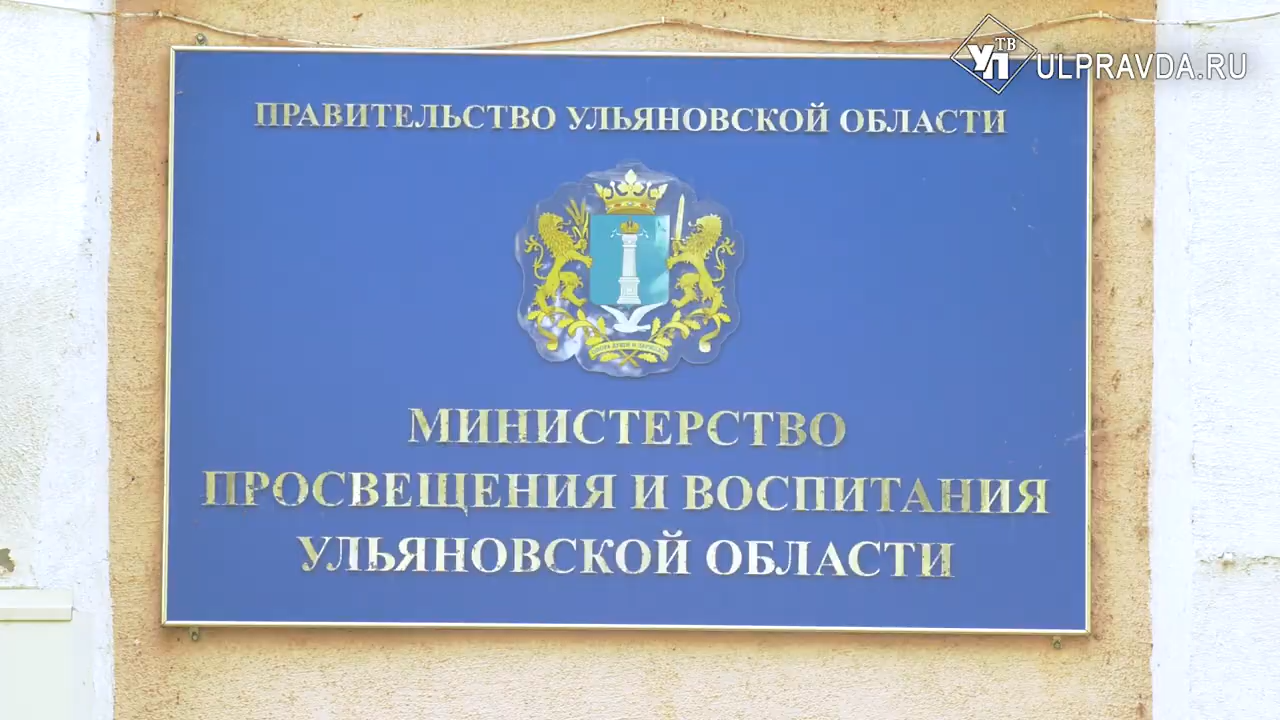 УП ТВ ULPRAVDA.RU
ПРАВИТЕЛЬСТВО УЛЬЯНОВСКОЙ ОБЛАСТИ
МИНИСТЕРСТВО
ПРОСВЕЩЕНИЯ И ВОСПИТАНИЯ
УЛЬЯНОВСКОЙ ОБЛАСТИ